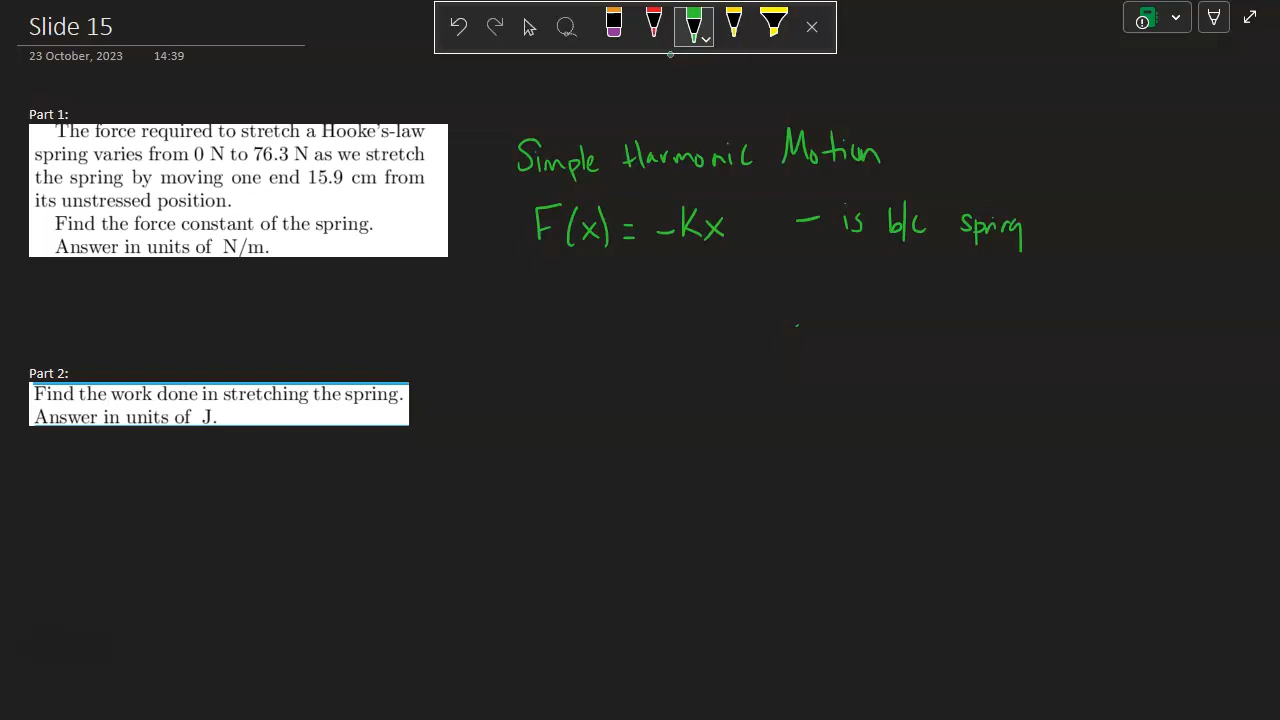 Slide 15
23 October, 2023 14:39
Part 1:
The force required to stretch a Hooke's-law
spring varies from 0 N to 76.3 N as we stretch
the spring by moving one end 15.9 cm from
its unstressed position.
Find the force constant of the spring.
Answer in units of N/m.
Simple Harmonic Motion
F(x) = -Kx - is b/c spring
Part 2:
Find the work done in stretching the spring.
Answer in units of J.